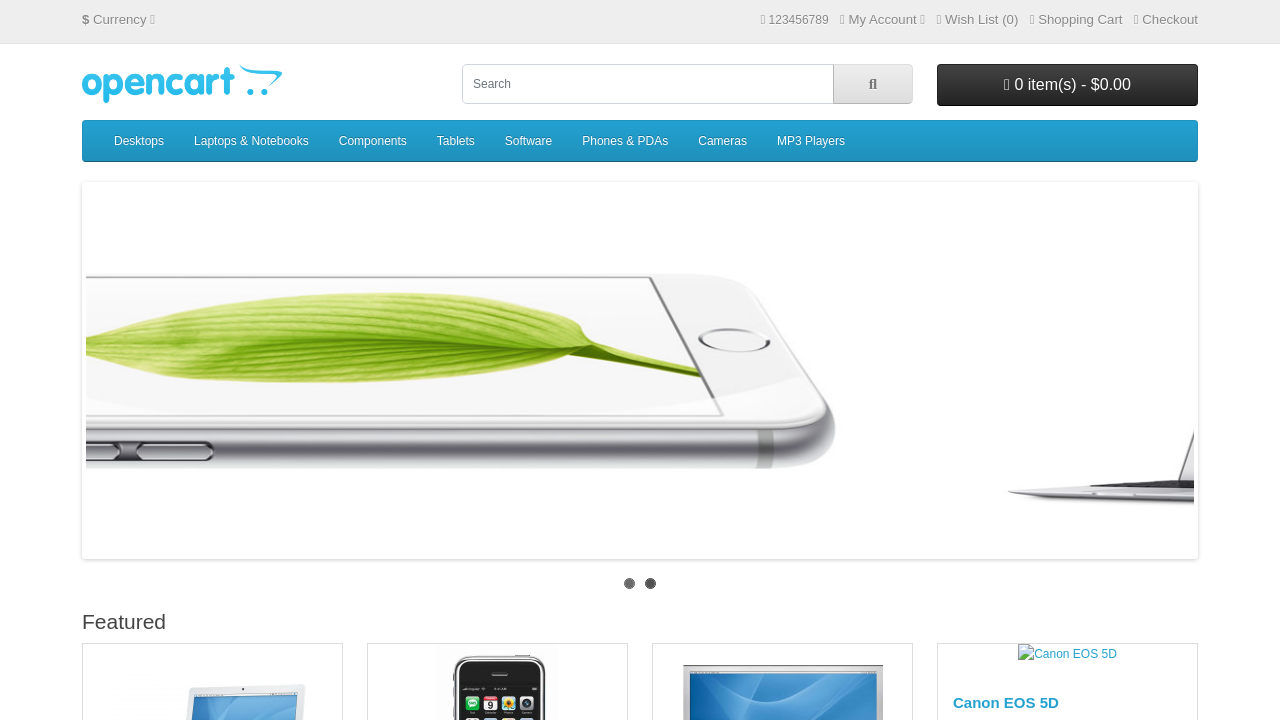 $ Currency
123456789 My Account Wish List (0) Shopping Cart Checkout
opencart
Search
0 item(s) - $0.00
Desktops Laptops & Notebooks Components Tablets Software Phones & PDAs Cameras MP3 Players
Featured
Canon EOS 5D
Canon EOS 5D